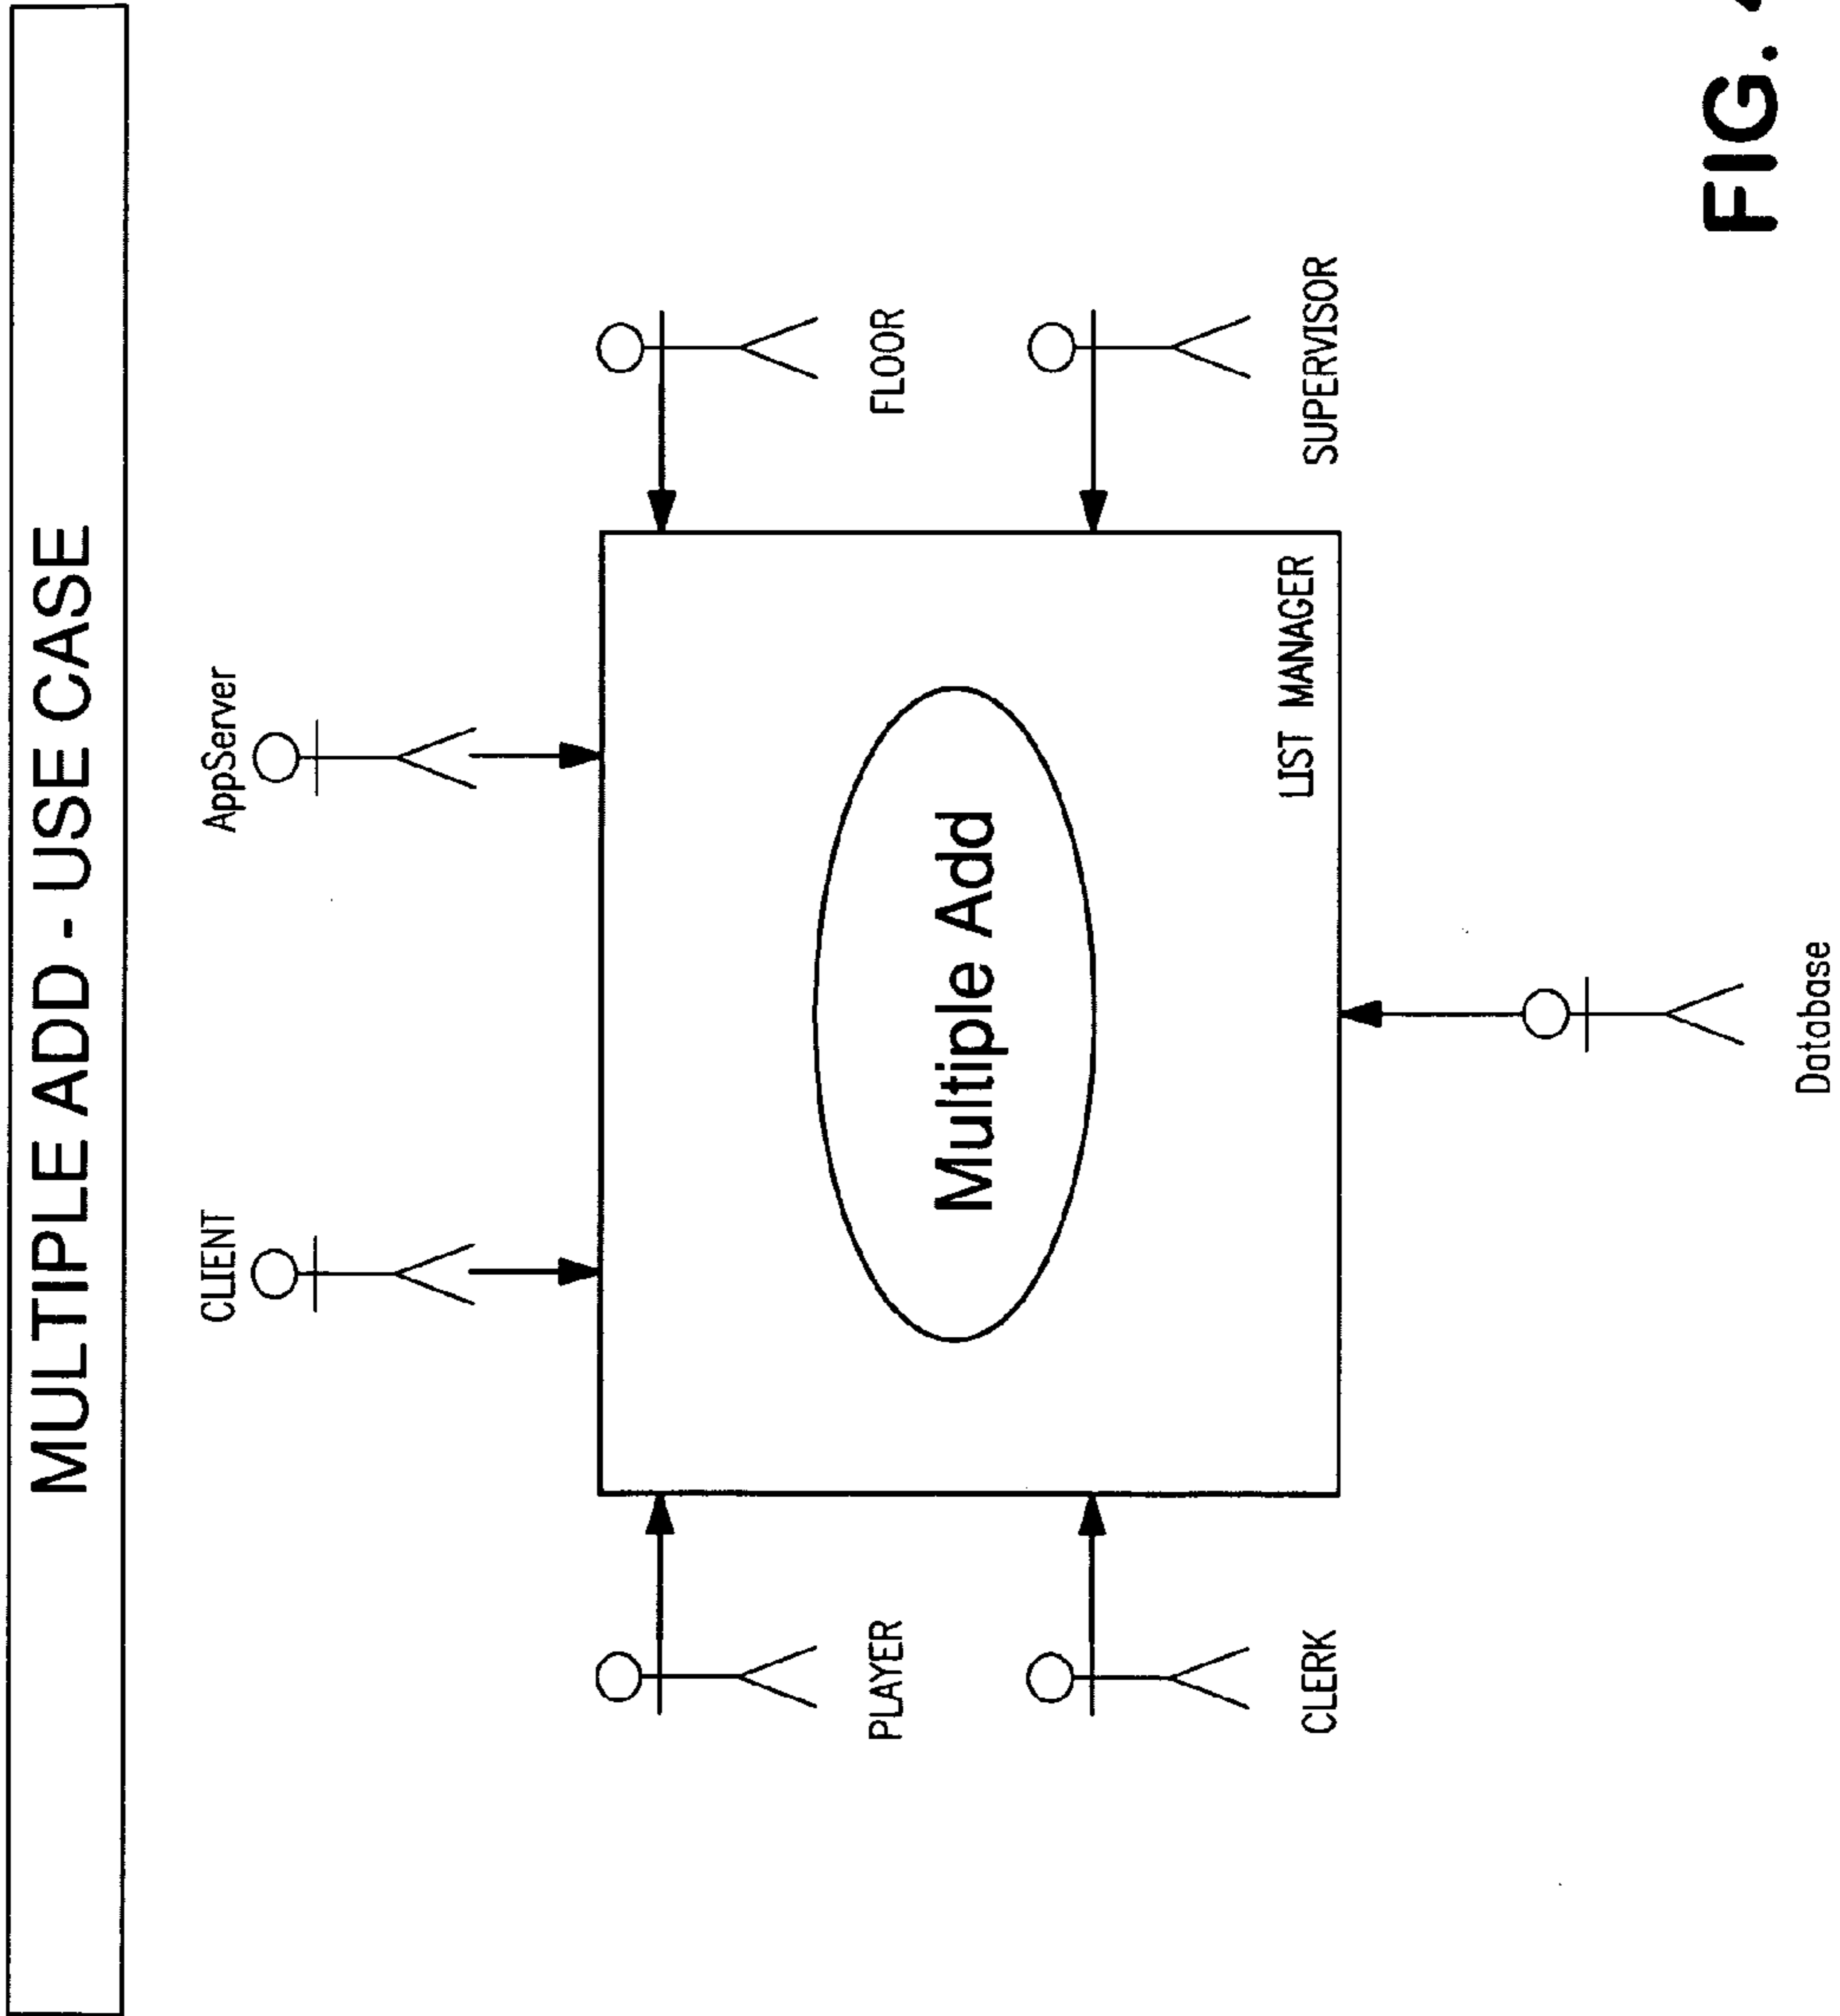 MULTIPLE ADD - USE CASE
CLIENT
AppServer
PLAYER
FLOOR
Multiple Add
CLERK
SUPERVISOR
LIST MANAGER
Database
FIG.